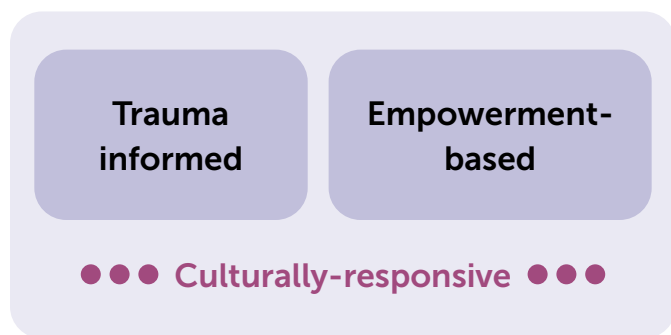 Trauma
informed
Empowerment-
based
Culturally-responsive